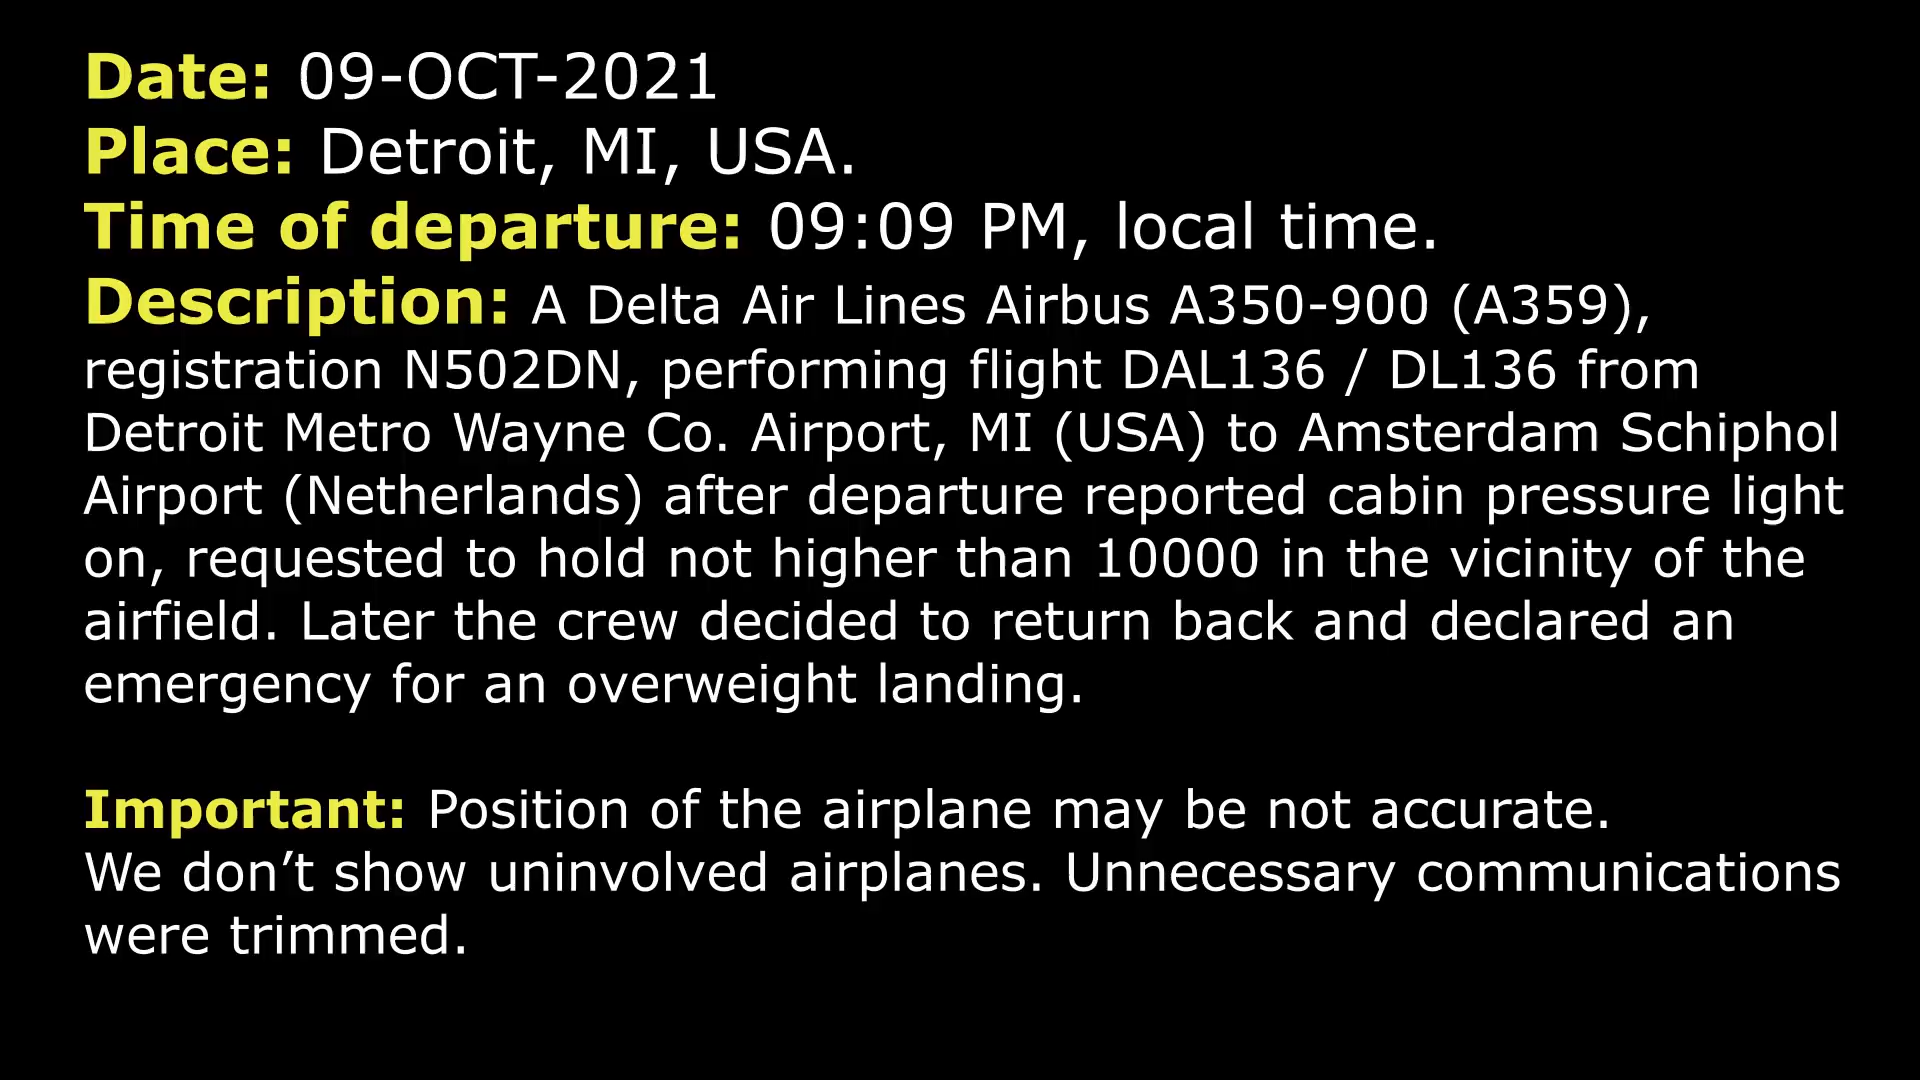 Date: 09-OCT-2021
Place: Detroit, MI, USA.
Time of departure: 09:09 PM, local time.
Description: A Delta Air Lines Airbus A350-900 (A359),
registration N502DN, performing flight DAL136 / DL136 from
Detroit Metro Wayne Co. Airport, MI (USA) to Amsterdam Schiphol
Airport (Netherlands) after departure reported cabin pressure light
on, requested to hold not higher than 10000 in the vicinity of the
airfield. Later the crew decided to return back and declared an
emergency for an overweight landing.
Important: Position of the airplane may be not accurate.
We don’t show uninvolved airplanes. Unnecessary communications
were trimmed.